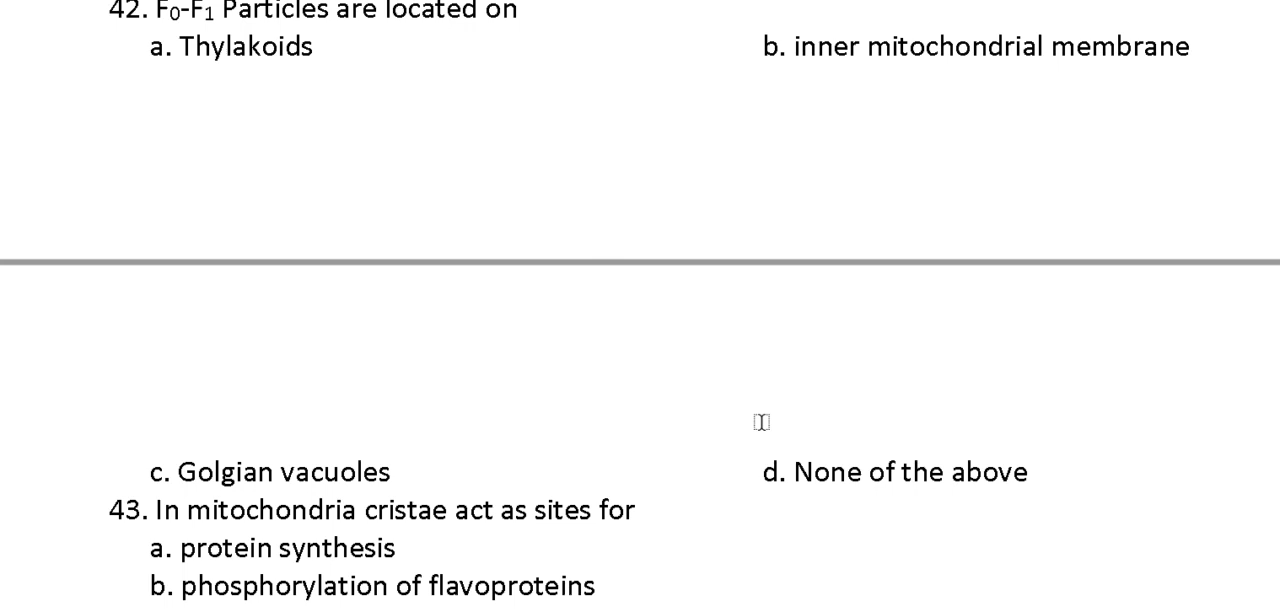 42. F₀-F₁ Particles are located on
a. Thylakoids
b. inner mitochondrial membrane
c. Golgian vacuoles
d. None of the above
43. In mitochondria cristae act as sites for
a. protein synthesis
b. phosphorylation of flavoproteins